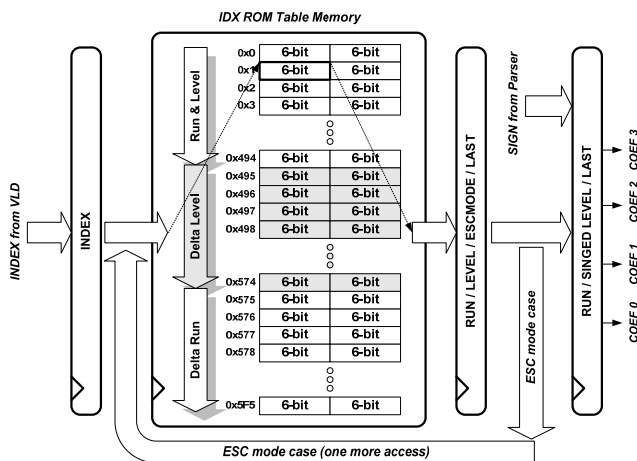 IDX ROM Table Memory
INDEX from VLD
INDEX
Run & Level
Delta Level
Delta Run
0x0 6-bit 6-bit
0x1 6-bit 6-bit
0x2 6-bit 6-bit
0x3 6-bit 6-bit
0x494 6-bit 6-bit
0x495 6-bit 6-bit
0x496 6-bit 6-bit
0x497 6-bit 6-bit
0x498 6-bit 6-bit
0x574 6-bit 6-bit
0x575 6-bit 6-bit
0x576 6-bit 6-bit
0x577 6-bit 6-bit
0x578 6-bit 6-bit
0x5F5 6-bit 6-bit
RUN / LEVEL / ESCMODE / LAST
SIGN from Parser
ESC mode case
RUN / SINGED LEVEL / LAST
COEF 3
COEF 2
COEF 1
COEF 0
ESC mode case (one more access)